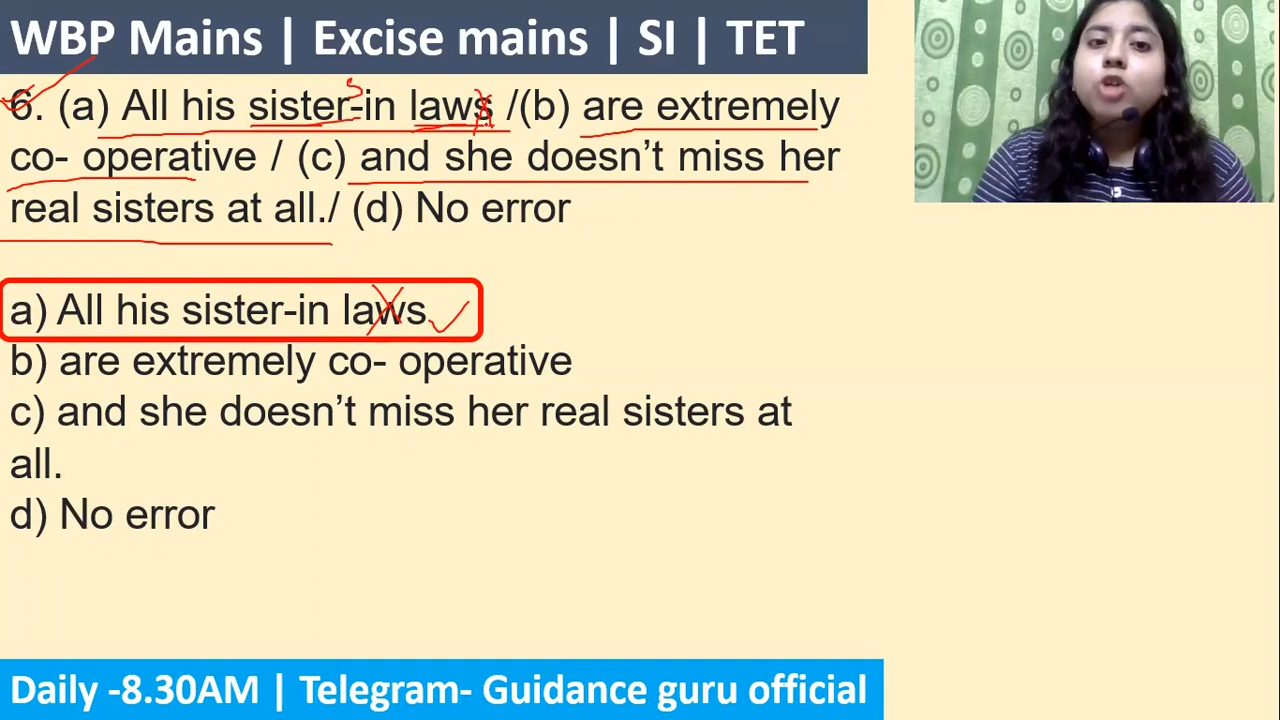 WBP Mains | Excise mains | SI | TET
6. (a) All his sister-in laws /(b) are extremely
s
co- operative / (c) and she doesn’t miss her
real sisters at all./ (d) No error
a) All his sister-in laws
b) are extremely co- operative
c) and she doesn’t miss her real sisters at
all.
d) No error
Daily -8.30AM | Telegram- Guidance guru official